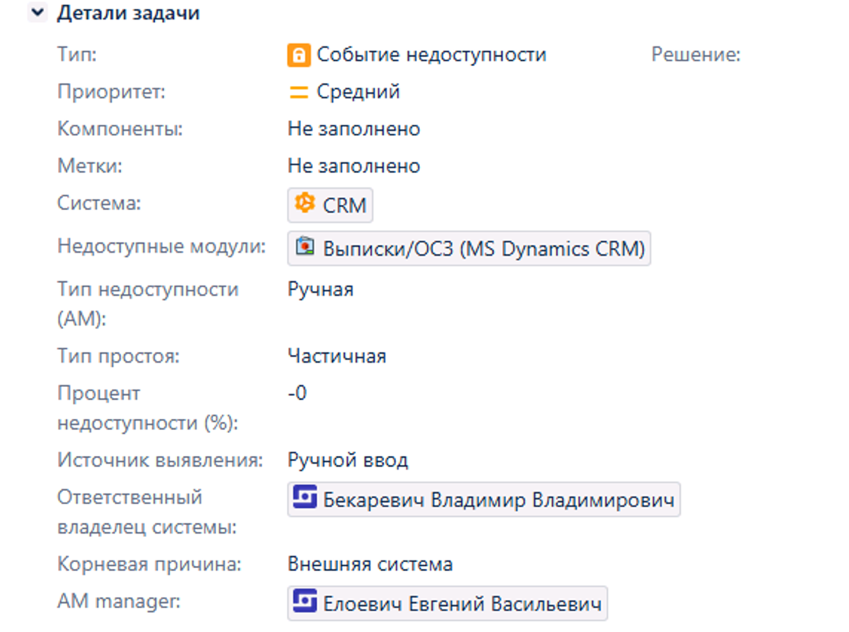 Детали задачи
Тип: Событие недоступности Решение:
Приоритет: Средний
Компоненты: Не заполнено
Метки: Не заполнено
Система: CRM
Недоступные модули: Выписки/ОСЗ (MS Dynamics CRM)
Тип недоступности Ручная
(AM):
Тип простоя: Частичная
Процент -0
недоступности (%):
Источник выявления: Ручной ввод
Ответственный Бекаревич Владимир Владимирович
владелец системы:
Корневая причина: Внешняя система
AM manager: Елоевич Евгений Васильевич